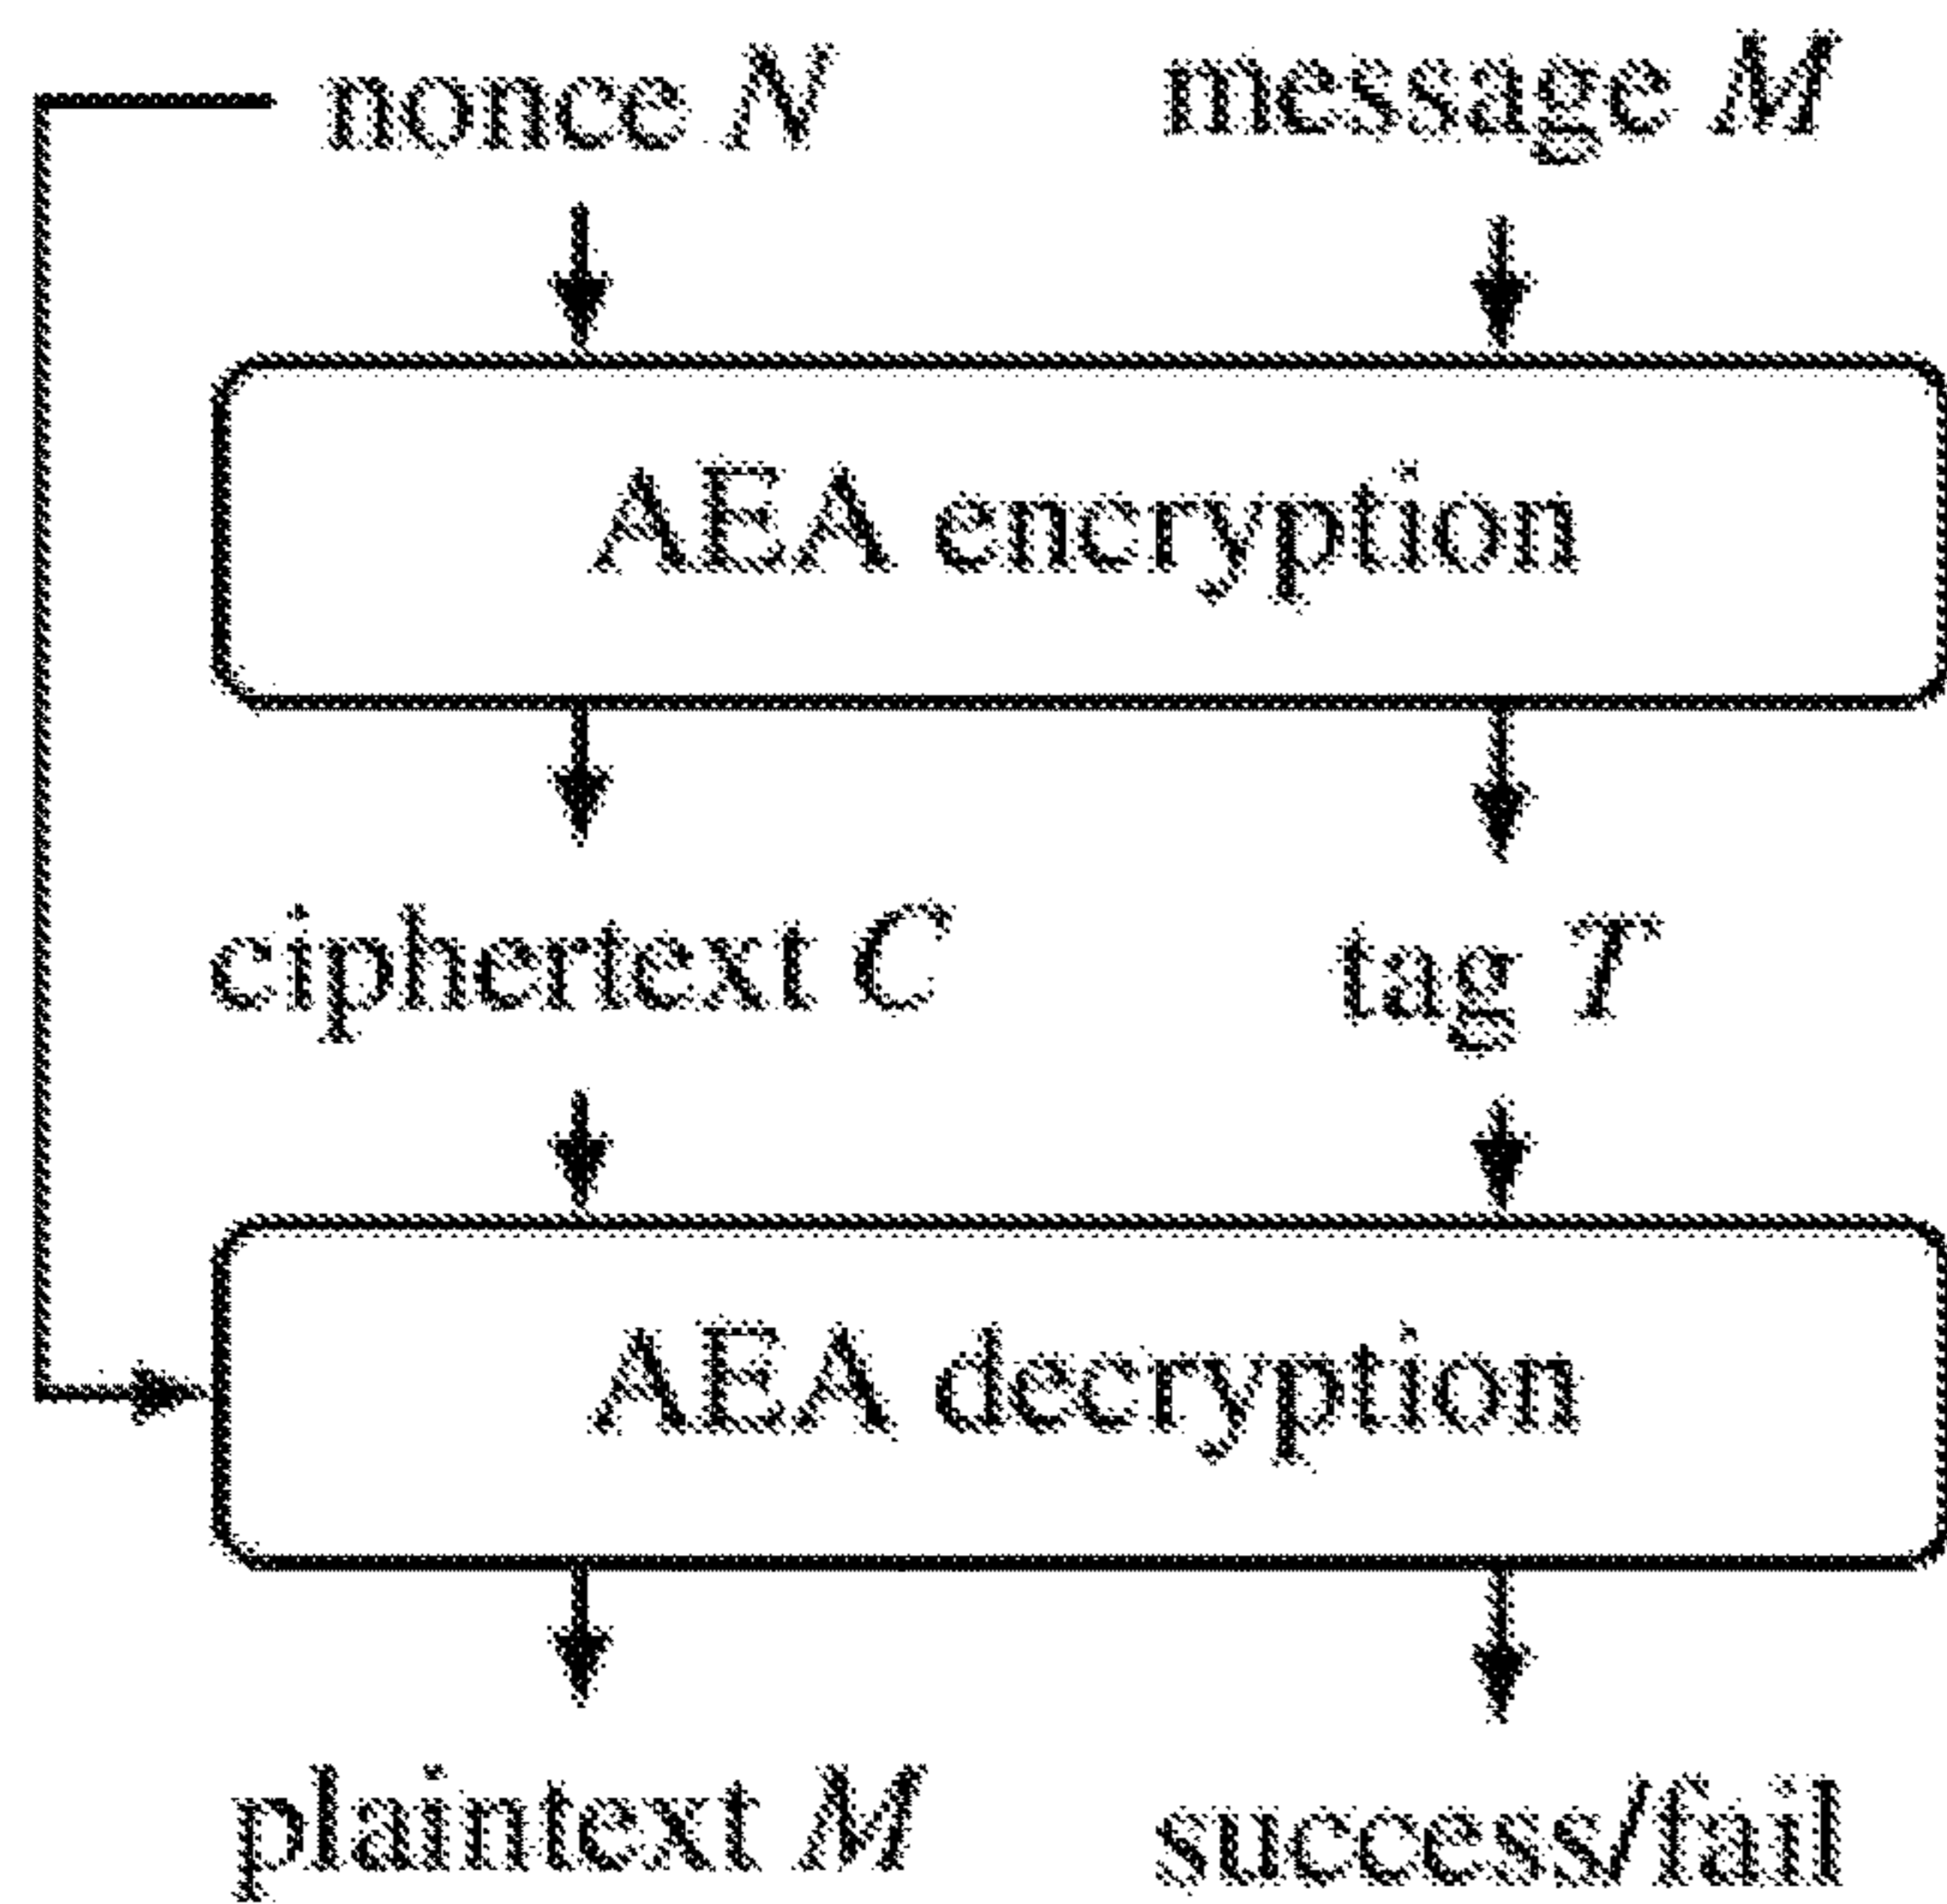 nonce N
message M
AEA encryption
ciphertext C
tag T
AEA decryption
plaintext M
success/fail